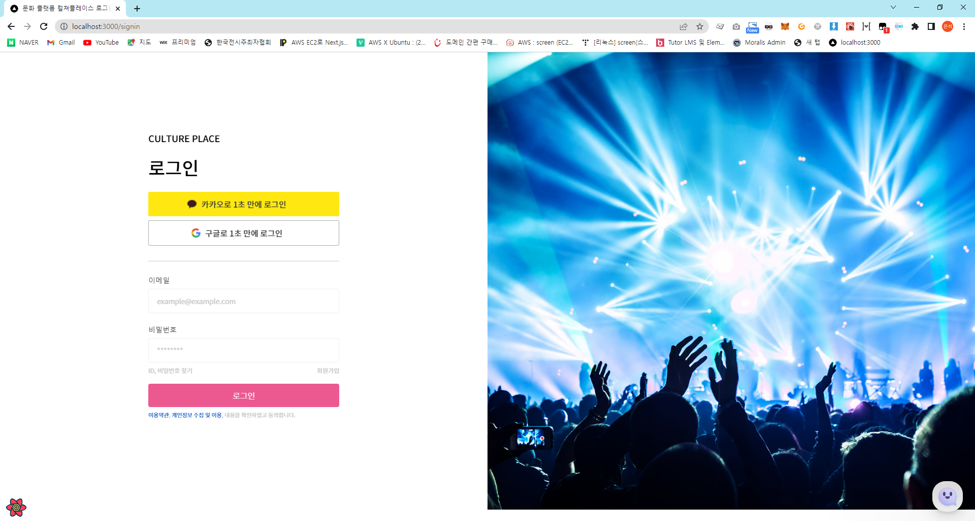 문화 플랫폼 컬쳐플레이스 로그
localhost:3000/signin
NAVER Gmail YouTube 지도 프리미엄 한국전시주최자협회 AWS EC2로 Next.js... AWS X Ubuntu : (2... 도메인 간편 구매... AWS : screen (EC2... [리눅스] screen(스... Tutor LMS 및 Elem... Moralis Admin 새 탭 localhost:3000
New
1
CULTURE PLACE
로그인
카카오로 1초 만에 로그인
구글로 1초 만에 로그인
이메일
example@example.com
비밀번호
********
ID, 비밀번호 찾기 회원가입
로그인
이용약관, 개인정보 수집 및 이용, 내용을 확인하였고 동의합니다.